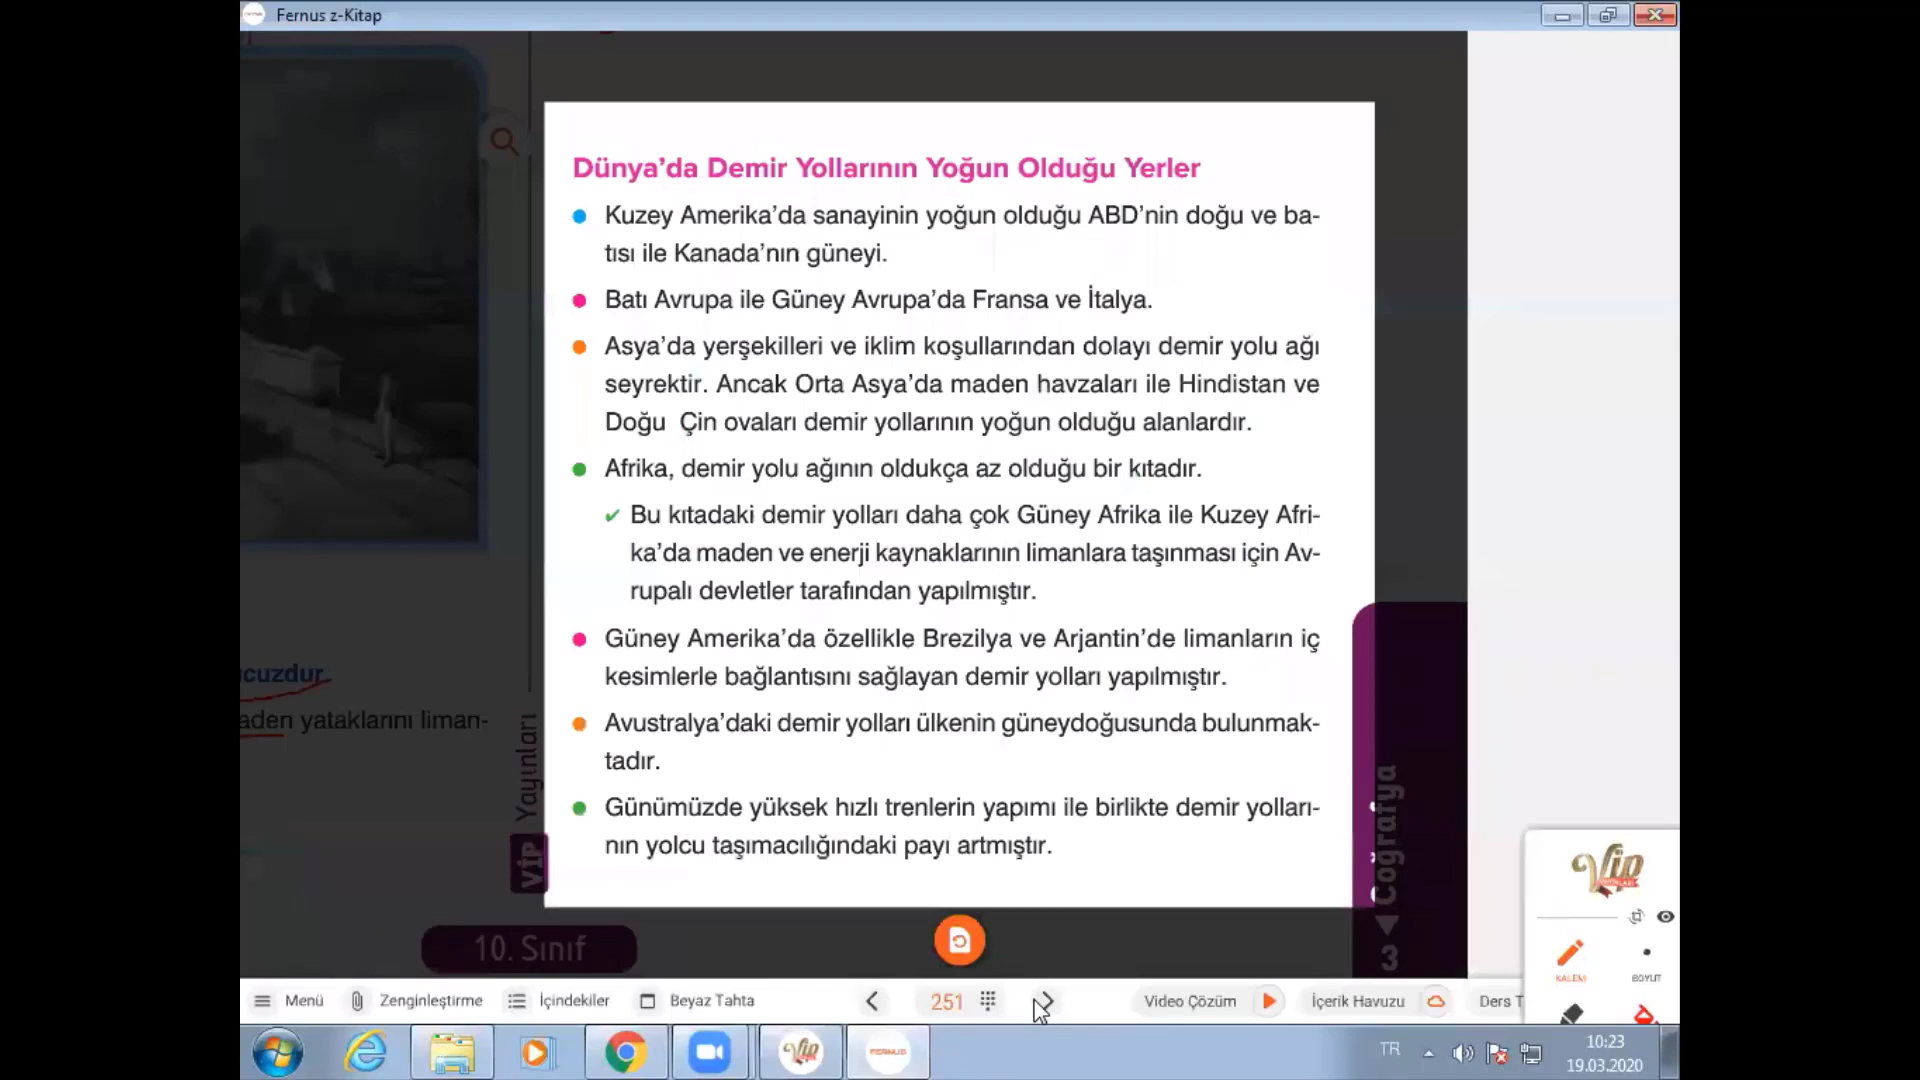 Fernus z-Kitap
Dünya’da Demir Yollarının Yoğun Olduğu Yerler
Kuzey Amerika’da sanayinin yoğun olduğu ABD’nin doğu ve ba-
tısı ile Kanada’nın güneyi.
Batı Avrupa ile Güney Avrupa’da Fransa ve İtalya.
Asya’da yerşekilleri ve iklim koşullarından dolayı demir yolu ağı
seyrektir. Ancak Orta Asya’da maden havzaları ile Hindistan ve
Doğu Çin ovaları demir yollarının yoğun olduğu alanlardır.
Afrika, demir yolu ağının oldukça az olduğu bir kıtadır.
✔ Bu kıtadaki demir yolları daha çok Güney Afrika ile Kuzey Afri-
ka’da maden ve enerji kaynaklarının limanlara taşınması için Av-
rupalı devletler tarafından yapılmıştır.
Güney Amerika’da özellikle Brezilya ve Arjantin’de limanların iç
kesimlerle bağlantısını sağlayan demir yolları yapılmıştır.
Avustralya’daki demir yolları ülkenin güneydoğusunda bulunmak-
tadır.
Günümüzde yüksek hızlı trenlerin yapımı ile birlikte demir yolları-
nın yolcu taşımacılığındaki payı artmıştır.
cuzdur.
aden yataklarını liman-
VİP Yayınları
10. Sınıf
Coğrafya
3
Vip
KALEM
BOYUT
Menü
Zenginleştirme
İçindekiler
Beyaz Tahta
251
Video Çözüm
İçerik Havuzu
Ders T
Vip
FERNUS
TR
10:23
19.03.2020